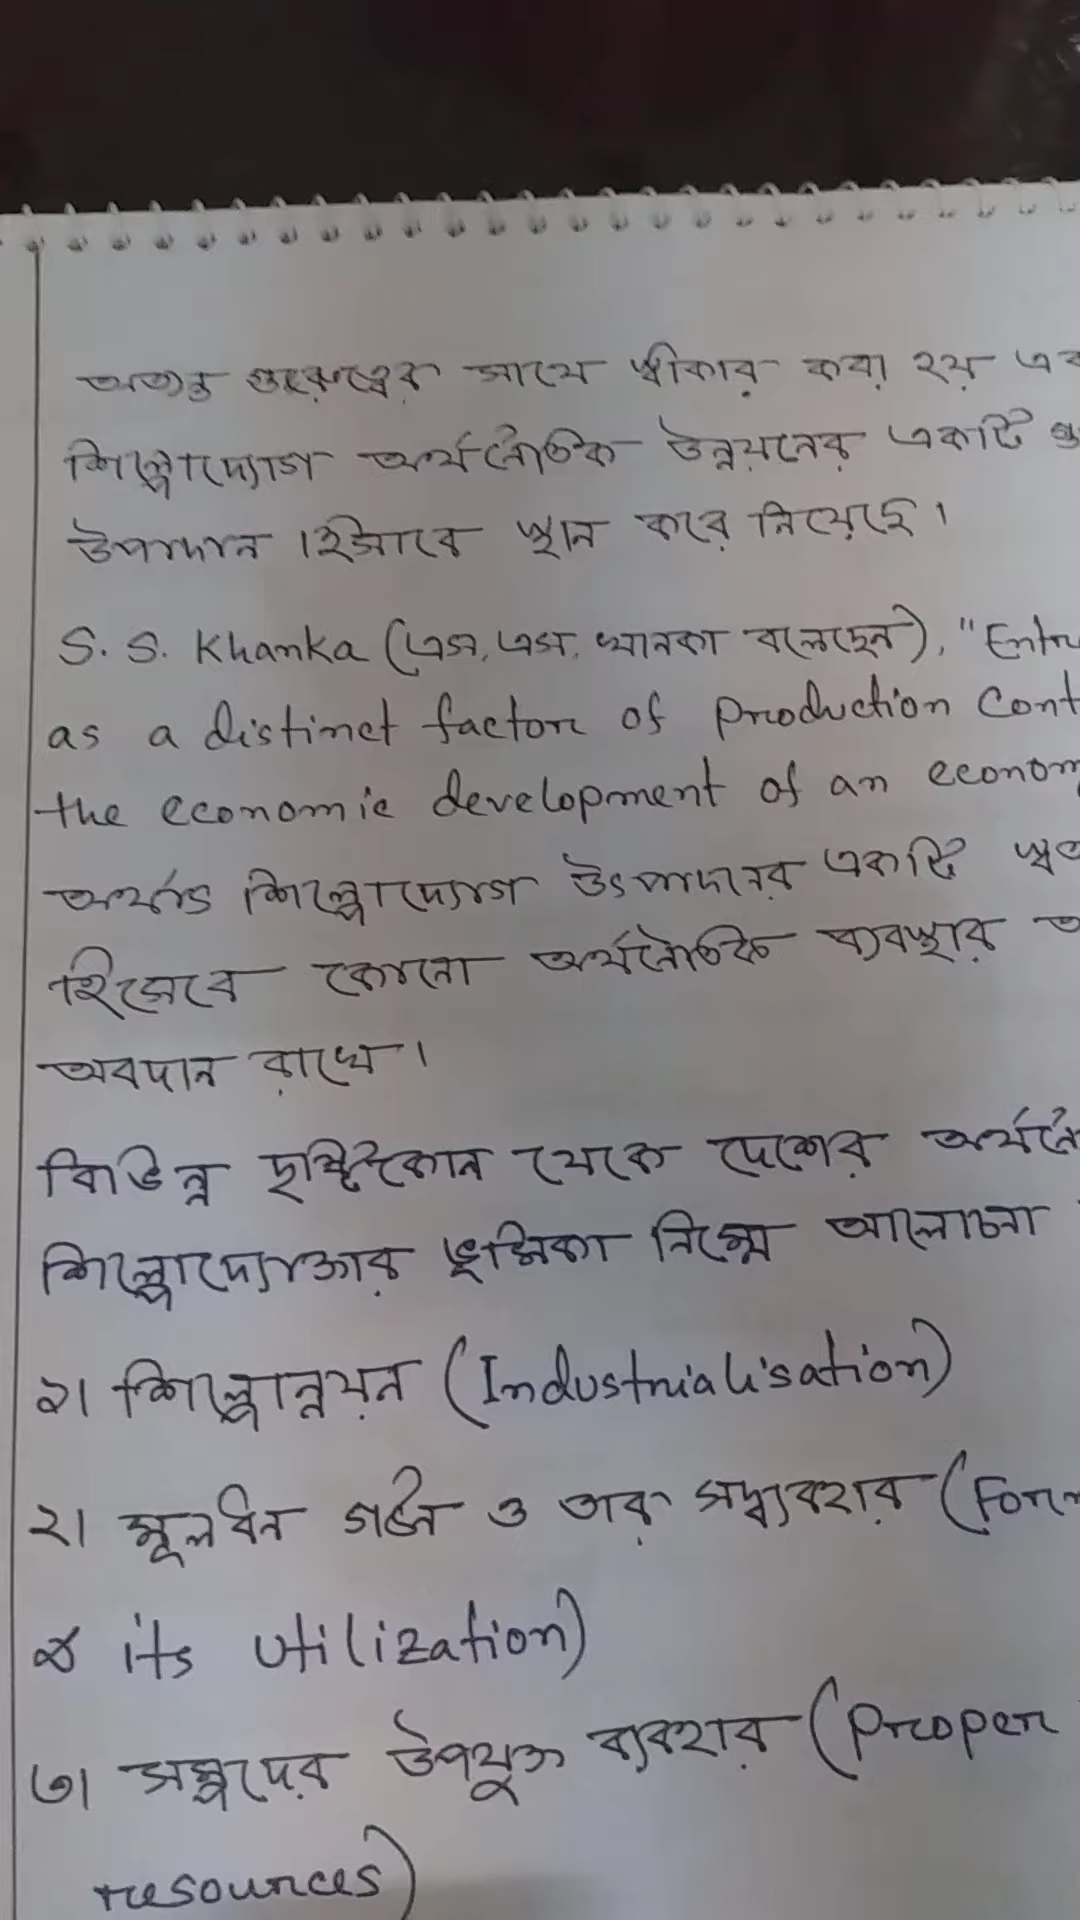 অত্যন্ত গুরুত্বের সাথে স্বীকার করা হয়
শিল্পোদ্যোগ অর্থনৈতিক উন্নয়নের একটি
উপাদান হিসাবে স্থান করে নিয়েছে।
S. S. Khanka (এস, এস, খানকা বলেছেন), "Entr
as a distinct factor of production cont
the economic development of an econom
অর্থাৎ শিল্পোদ্যোগ উৎপাদনের একটি স্বত
হিসেবে কোনো অর্থনৈতিক ব্যবস্থার
অবদান রাখে।
বিভিন্ন দৃষ্টিকোন থেকে দেশের অর্থনৈ
শিল্পোদ্যোক্তার ভূমিকা নিম্নে আলোচনা
১। শিল্পোন্নয়ন (Industrialisation)
২। মূলধন গঠন ও তার সদ্ব্যবহার (Form
& its utilization)
৩। সম্পদের উপযুক্ত ব্যবহার (Proper
resources)